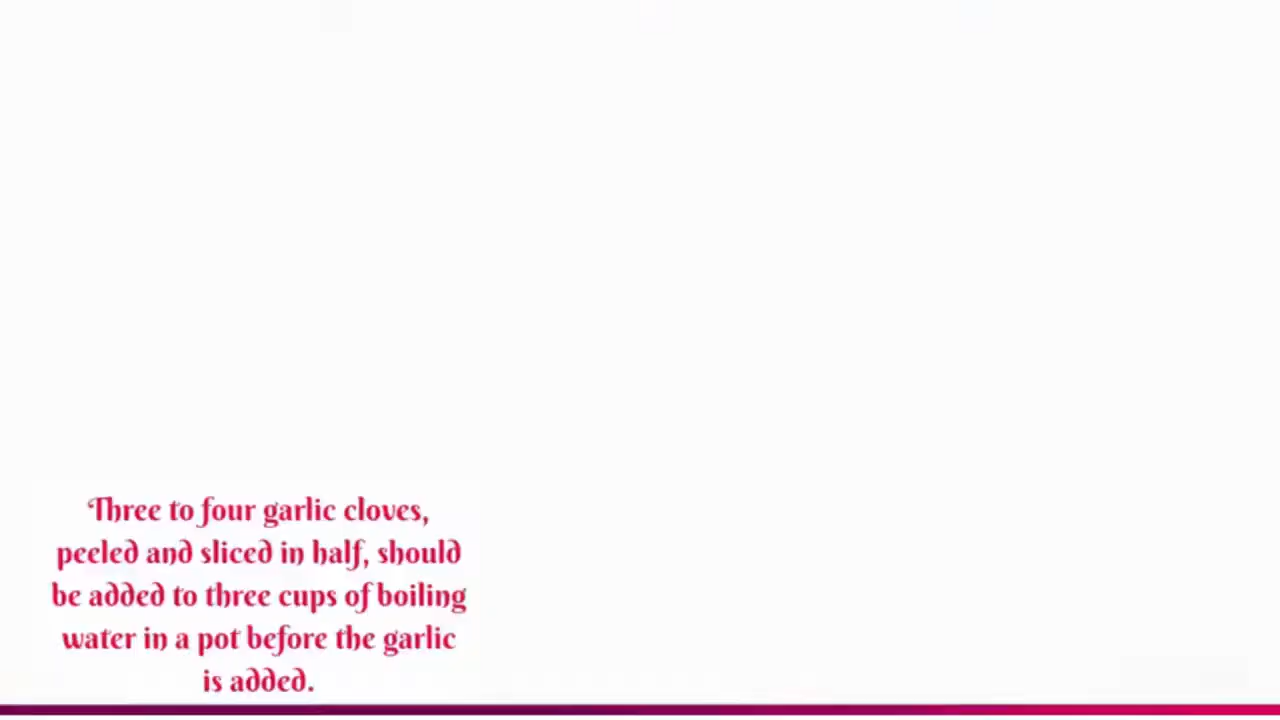 Three to four garlic cloves,
peeled and sliced in half, should
be added to three cups of boiling
water in a pot before the garlic
is added.